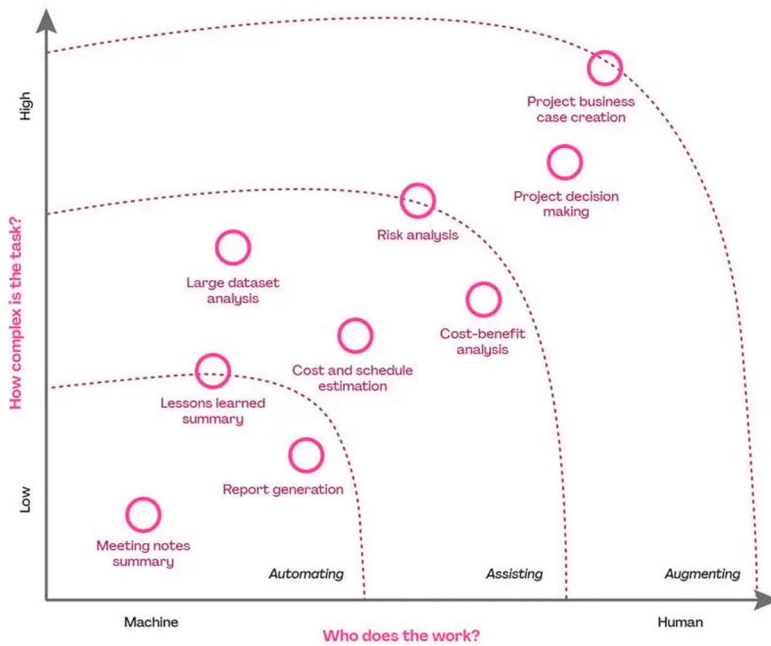 High
Project business
case creation
Project decision
making
How complex is the task?
Risk analysis
Large dataset
analysis
Cost-benefit
analysis
Cost and schedule
estimation
Lessons learned
summary
Report generation
Low
Meeting notes
summary
Automating
Assisting
Augmenting
Machine
Human
Who does the work?